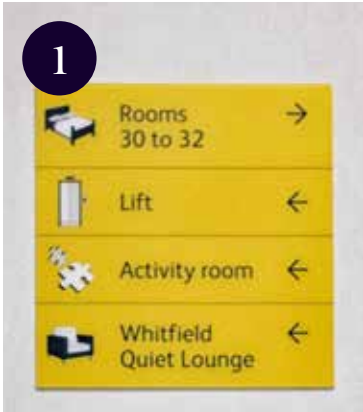 1
Rooms →
30 to 32
Lift ←
Activity room ←
Whitfield ←
Quiet Lounge